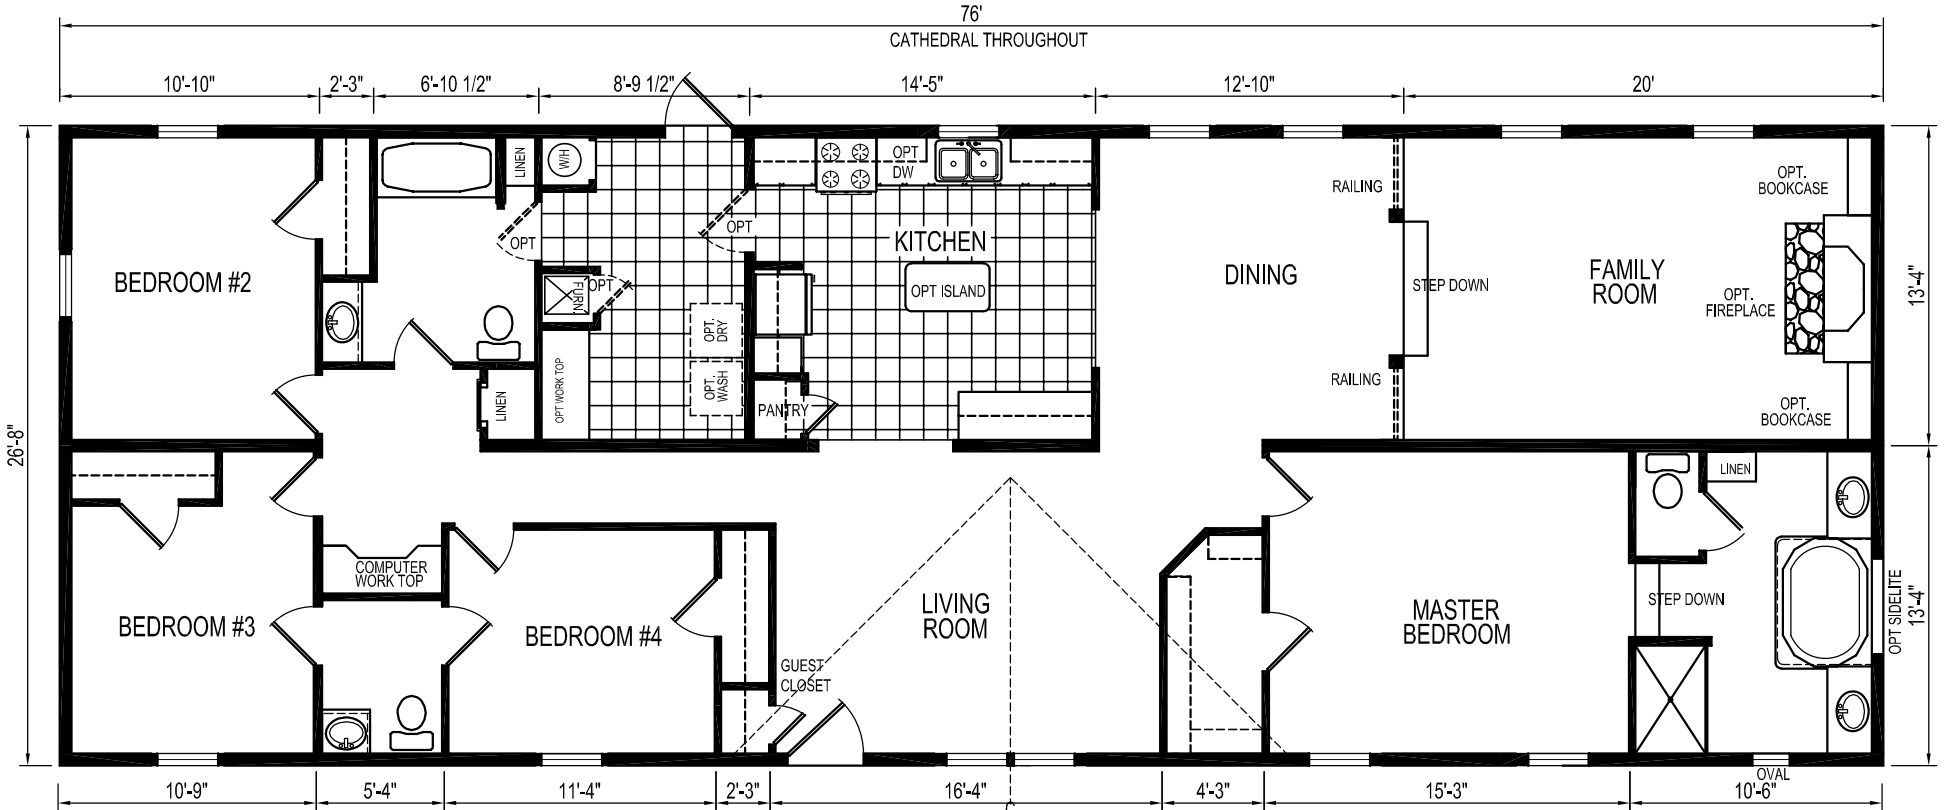 76'
CATHEDRAL THROUGHOUT
10'-10" 2'-3" 6'-10 1/2" 8'-9 1/2" 14'-5" 12'-10" 20'
26'-8"
BEDROOM #2
LINEN
W/H
OPT
OPT
FURN.
OPT
OPT WORK TOP
OPT.
DRY
OPT.
WASH
LINEN
OPT
DW
KITCHEN
OPT ISLAND
PANTRY
DINING
RAILING
STEP DOWN
RAILING
FAMILY
ROOM
OPT.
BOOKCASE
OPT.
FIREPLACE
OPT.
BOOKCASE
13'-4"
BEDROOM #3
COMPUTER
WORK TOP
BEDROOM #4
GUEST
CLOSET
LIVING
ROOM
MASTER
BEDROOM
LINEN
STEP DOWN
OPT SIDELITE
13'-4"
OVAL
10'-9" 5'-4" 11'-4" 2'-3" 16'-4" 4'-3" 15'-3" 10'-6"